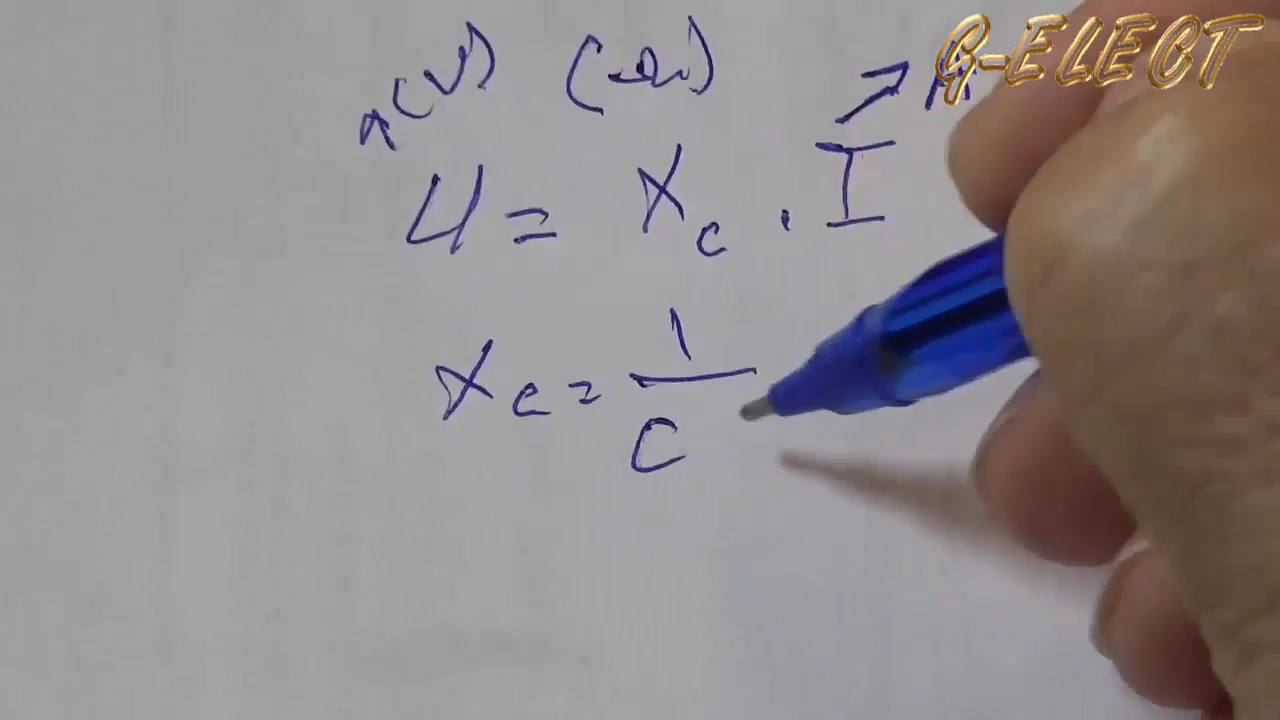 G-ELECT
(V) (Ω) A
U = Xc . I
Xc = 1/C